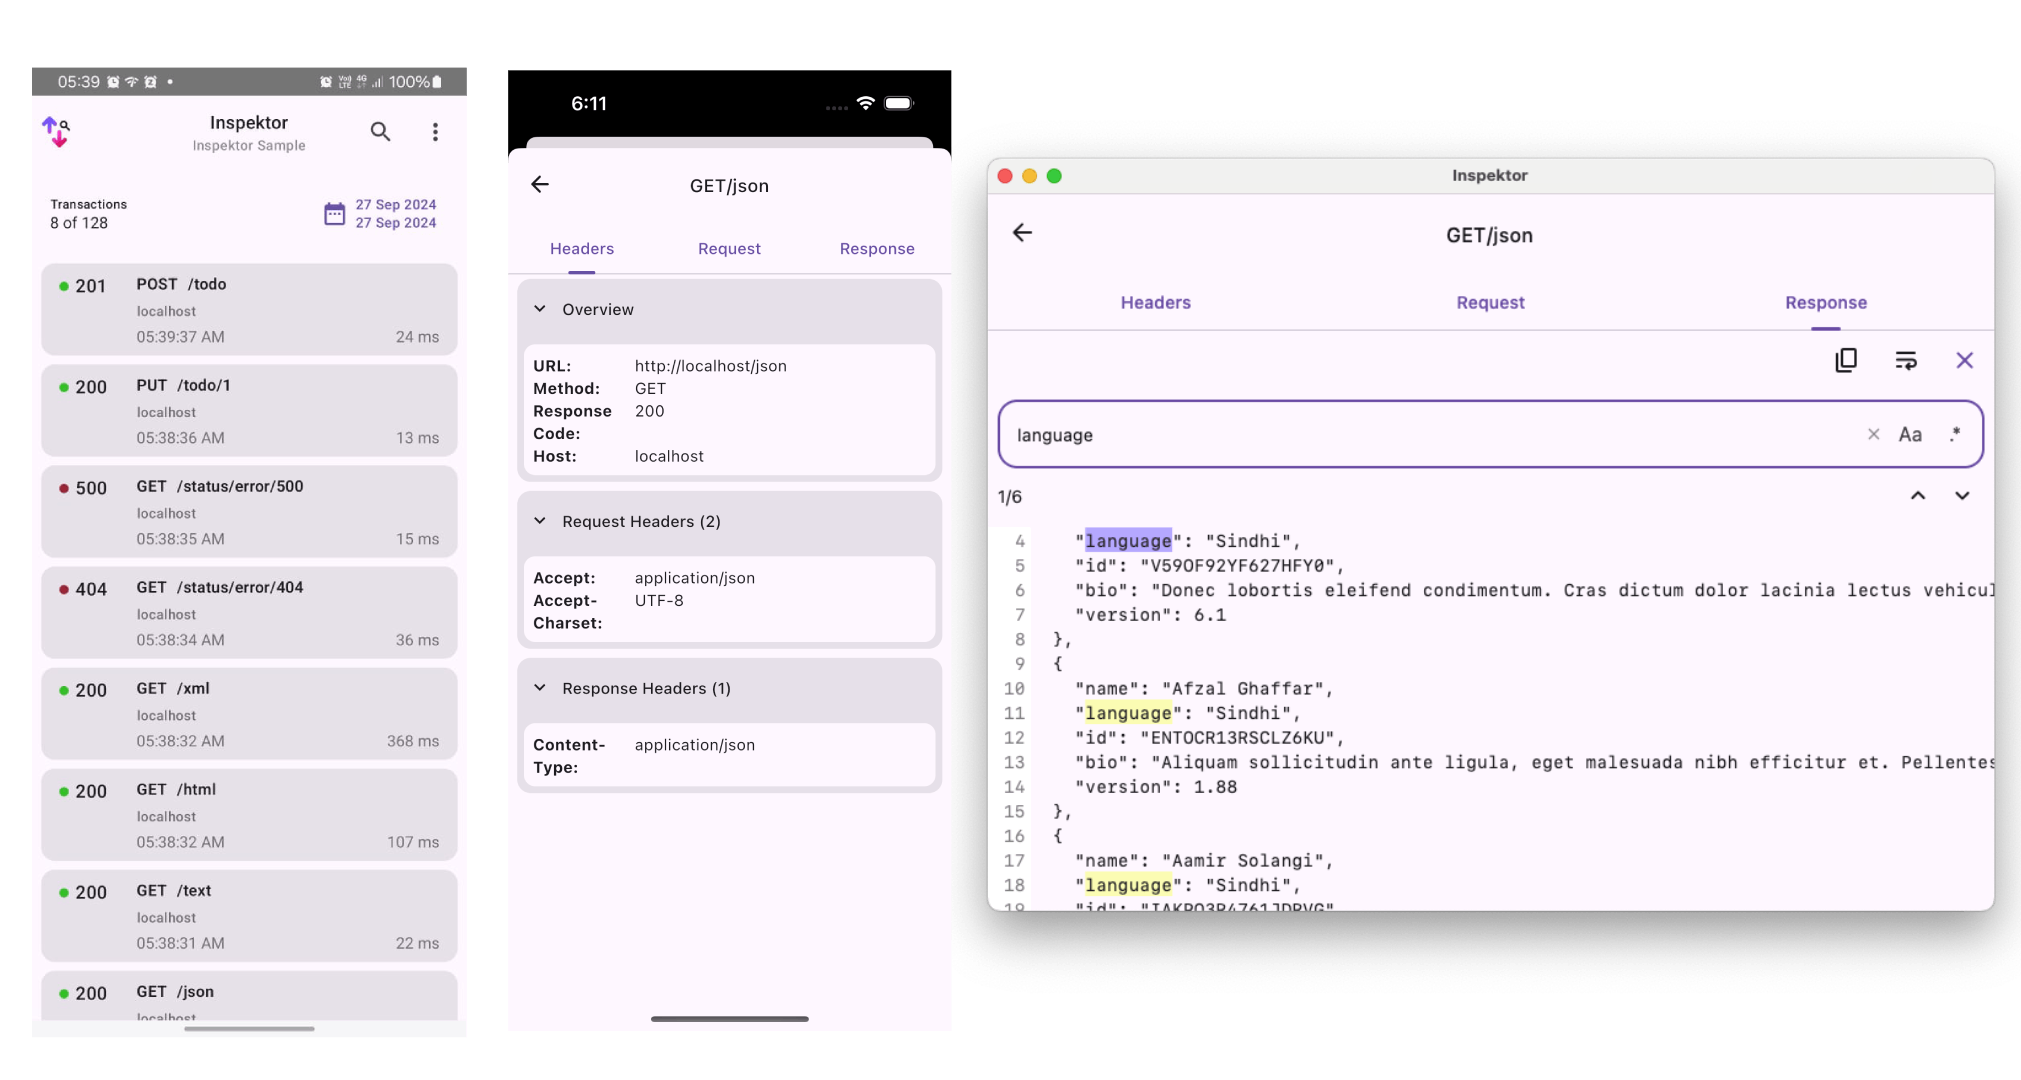 05:39
Vo))
LTE
4G
100%
Inspektor
Inspektor Sample
Transactions
8 of 128
27 Sep 2024
27 Sep 2024
201 POST /todo
localhost
05:39:37 AM 24 ms
200 PUT /todo/1
localhost
05:38:36 AM 13 ms
500 GET /status/error/500
localhost
05:38:35 AM 15 ms
404 GET /status/error/404
localhost
05:38:34 AM 36 ms
200 GET /xml
localhost
05:38:32 AM 368 ms
200 GET /html
localhost
05:38:32 AM 107 ms
200 GET /text
localhost
05:38:31 AM 22 ms
200 GET /json
localhost
6:11
GET/json
Headers Request Response
Overview
URL: http://localhost/json
Method: GET
Response 200
Code:
Host: localhost
Request Headers (2)
Accept: application/json
Accept- UTF-8
Charset:
Response Headers (1)
Content- application/json
Type:
Inspektor
GET/json
Headers Request Response
language Aa .*
1/6
4 "language": "Sindhi",
5 "id": "V59OF92YF627HFY0",
6 "bio": "Donec lobortis eleifend condimentum. Cras dictum dolor lacinia lectus vehicul
7 "version": 6.1
8 },
9 {
10 "name": "Afzal Ghaffar",
11 "language": "Sindhi",
12 "id": "ENTOCR13RSCLZ6KU",
13 "bio": "Aliquam sollicitudin ante ligula, eget malesuada nibh efficitur et. Pellentes
14 "version": 1.88
15 },
16 {
17 "name": "Aamir Solangi",
18 "language": "Sindhi",
19 "id":